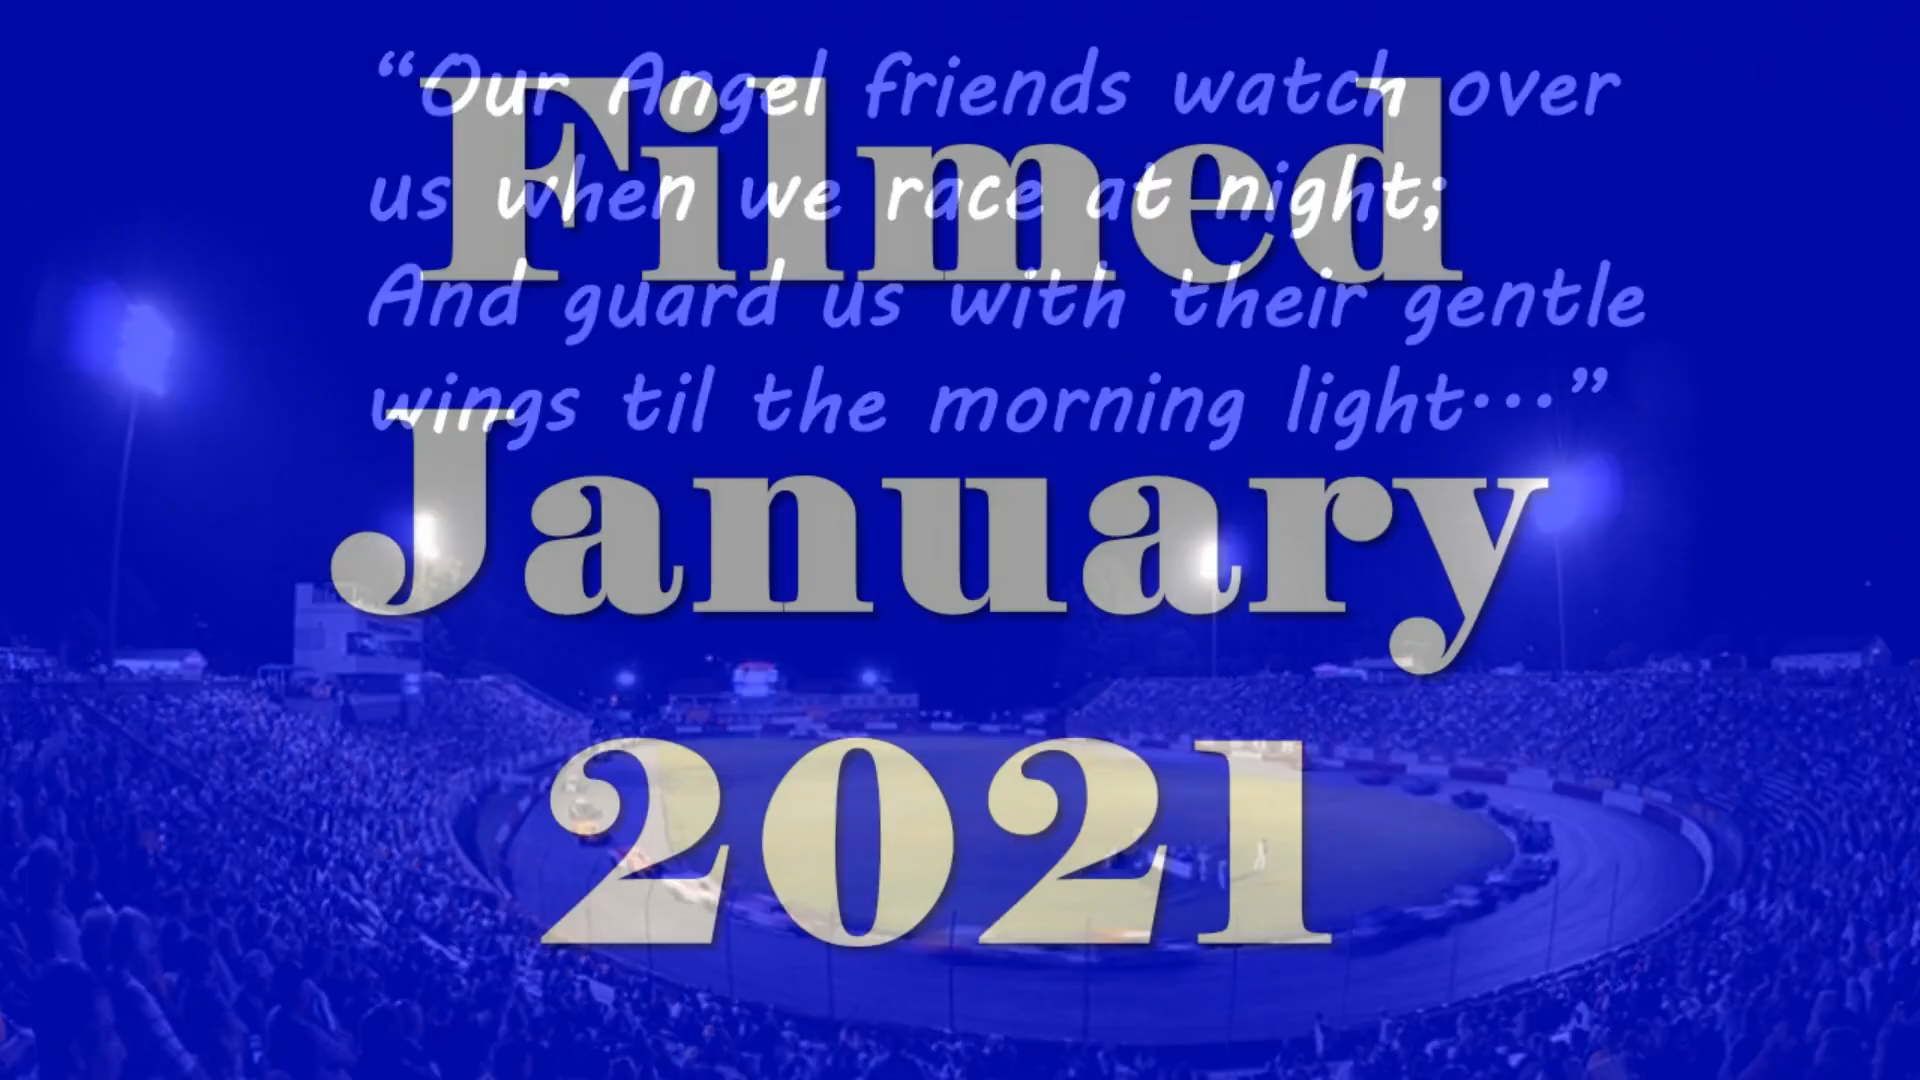 “Our Angel friends watch over
us when we race at night;
And guard us with their gentle
wings til the morning light…”
Filmed
January
2021